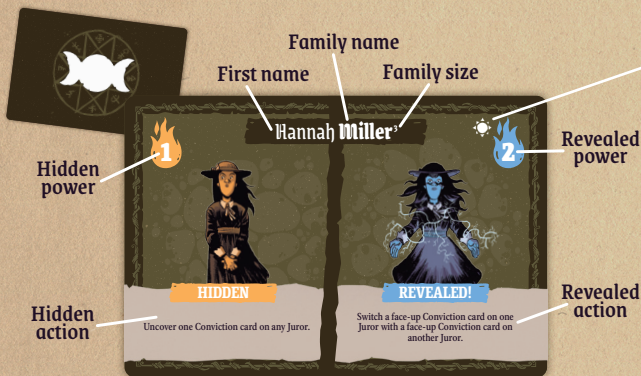 Family name
First name
Family size
Hannah Miller³
1
2
Hidden
power
Revealed
power
HIDDEN
REVEALED!
Hidden
action
Uncover one Conviction card on any Juror.
Switch a face-up Conviction card on one
Juror with a face-up Conviction card on
another Juror.
Revealed
action